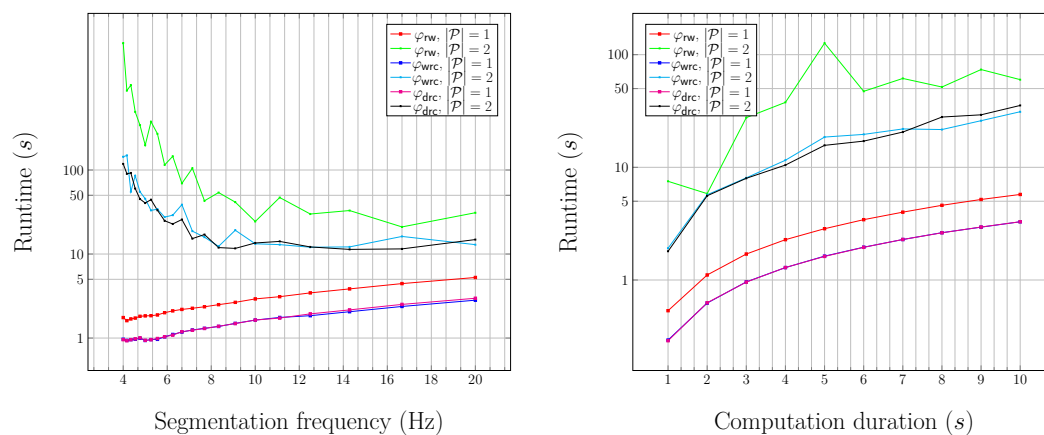 φrw, |P| = 1
φrw, |P| = 2
φwrc, |P| = 1
φwrc, |P| = 2
φdrc, |P| = 1
φdrc, |P| = 2
100
50
10
5
1
Runtime (s)
4 6 8 10 12 14 16 18 20
Segmentation frequency (Hz)
φrw, |P| = 1
φrw, |P| = 2
φwrc, |P| = 1
φwrc, |P| = 2
φdrc, |P| = 1
φdrc, |P| = 2
100
50
10
5
1
Runtime (s)
1 2 3 4 5 6 7 8 9 10
Computation duration (s)